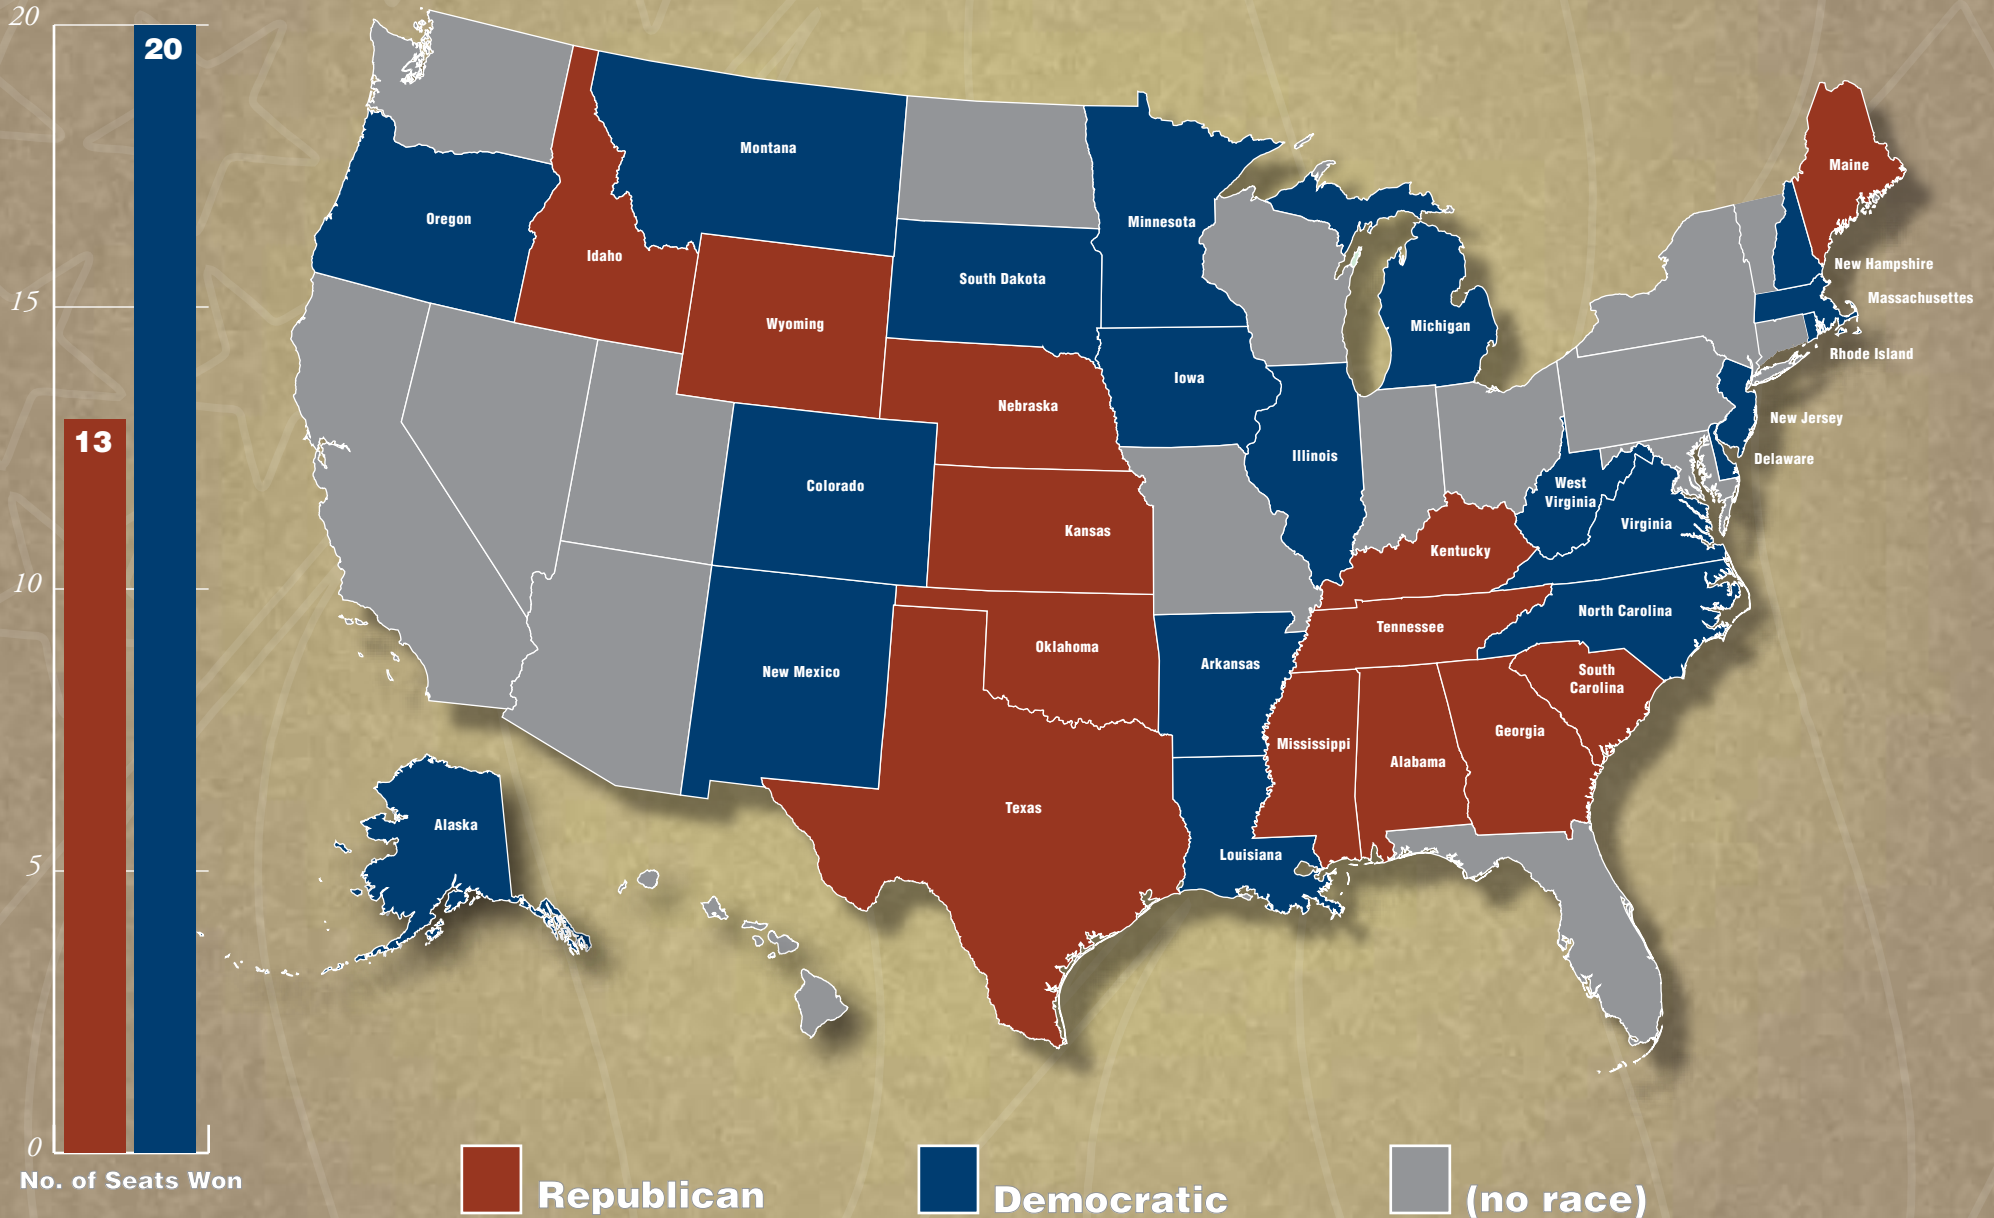 20
20
15
13
10
5
0
No. of Seats Won
Montana
Oregon
Idaho
Wyoming
South Dakota
Minnesota
Michigan
Maine
New Hampshire
Massachusettes
Rhode Island
New Jersey
Delaware
Iowa
Nebraska
Illinois
Colorado
Kansas
West
Virginia
Virginia
Kentucky
North Carolina
Tennessee
Oklahoma
Arkansas
New Mexico
South
Carolina
Georgia
Mississippi
Alabama
Texas
Louisiana
Alaska
Republican
Democratic
(no race)